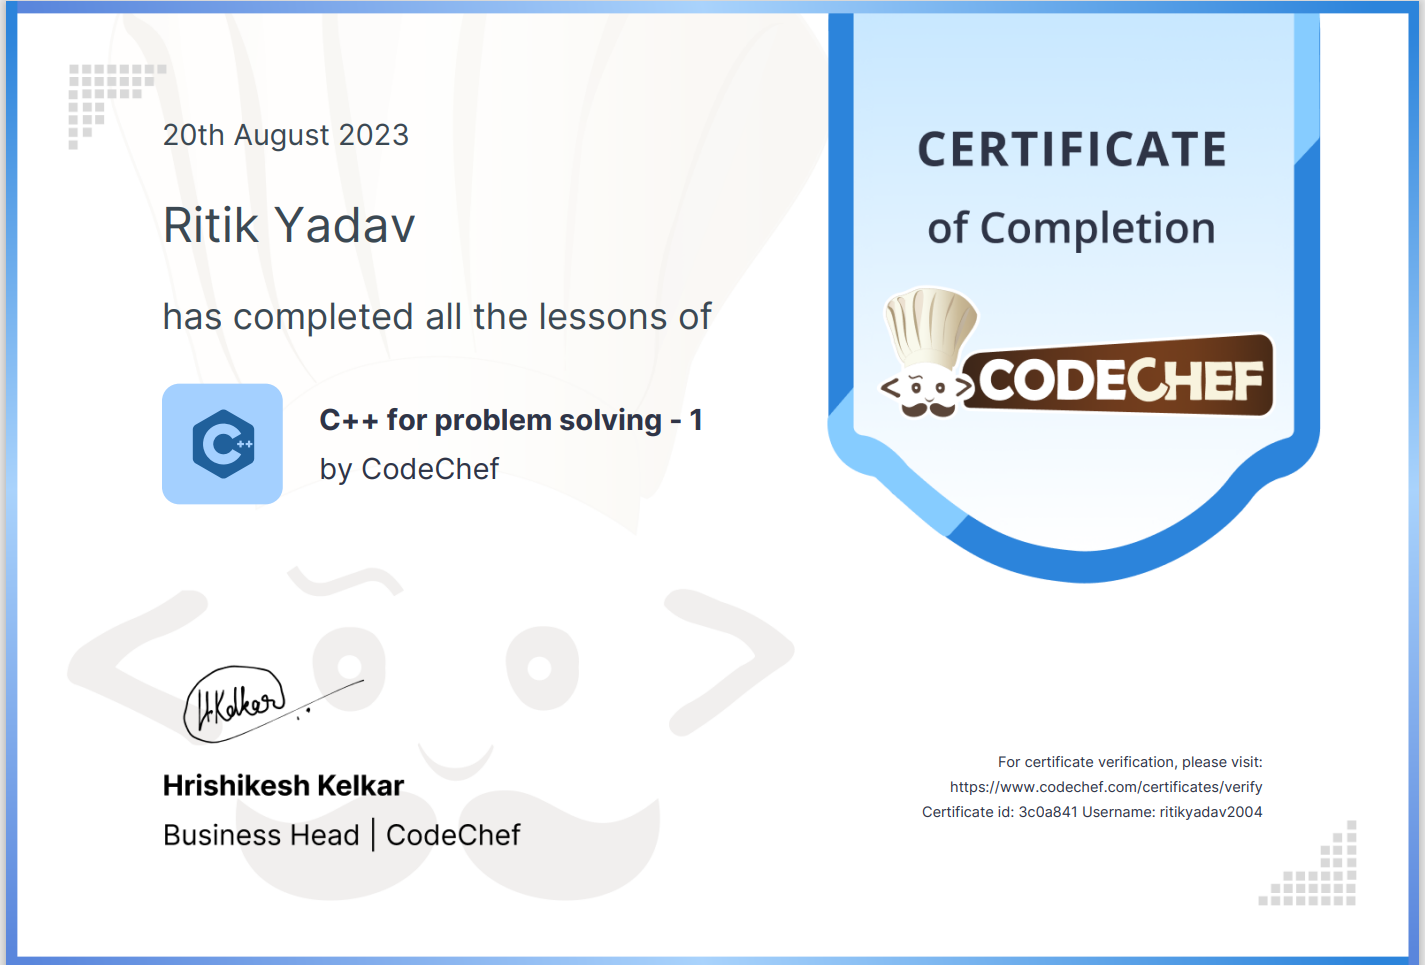 20th August 2023
Ritik Yadav
has completed all the lessons of
C++
C++ for problem solving - 1
by CodeChef
CERTIFICATE
of Completion
CODECHEF
H.Kelkar
Hrishikesh Kelkar
Business Head | CodeChef
For certificate verification, please visit:
https://www.codechef.com/certificates/verify
Certificate id: 3c0a841 Username: ritikyadav2004